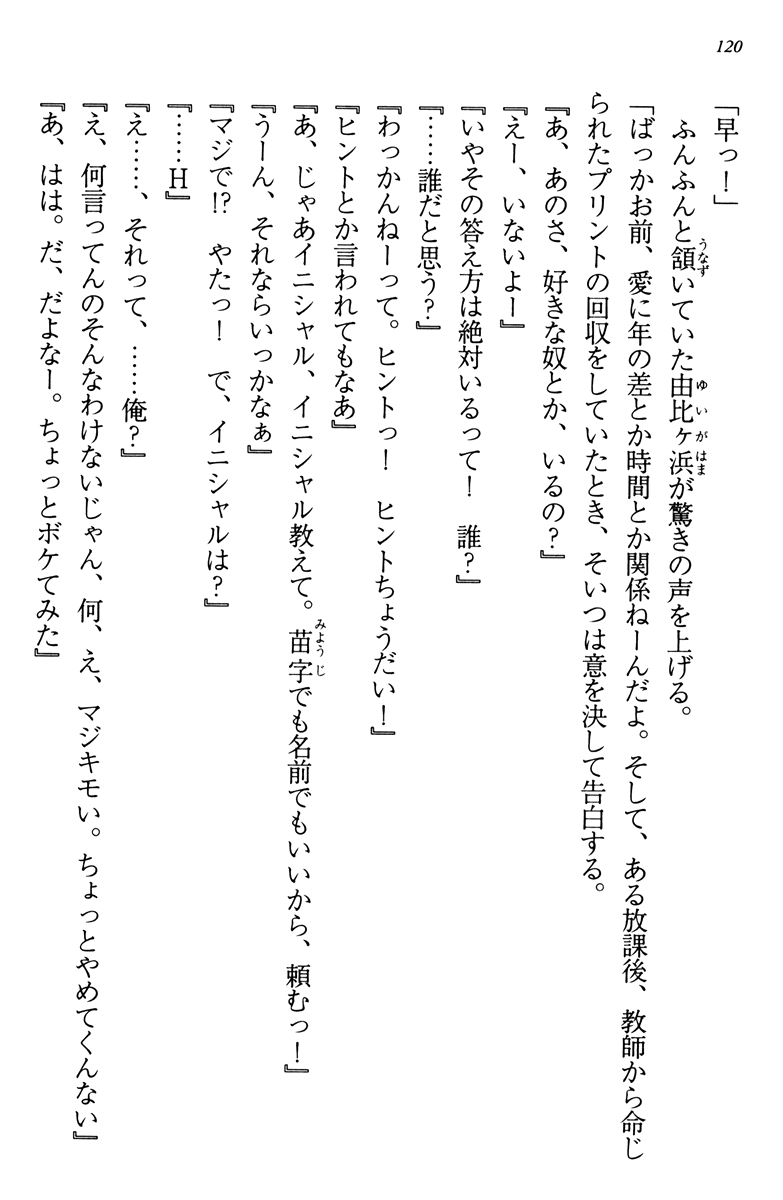 120
「早っ！」
　ふんふんと頷いていた由比ヶ浜が驚きの声を上げる。
「ばっかお前、愛に年の差とか時間とか関係ねーんだよ。そして、ある放課後、教師から命じ
られたプリントの回収をしていたとき、そいつは意を決して告白する。
『あ、あのさ、好きな奴とか、いるの？』
『えー、いないよー』
『いやその答え方は絶対いるって！　誰？』
『……誰だと思う？』
『わっかんねーって。ヒントっ！　ヒントちょうだい！』
『ヒントとか言われてもなあ』
『あ、じゃあイニシャル、イニシャル教えて。苗字でも名前でもいいから、頼むっ！』
『うーん、それならいっかなぁ』
『マジで!?　やたっ！　で、イニシャルは？』
『……H』
『え……、それって、……俺？』
『え、何言ってんのそんなわけないじゃん、何、え、マジキモい。ちょっとやめてくんない』
『あ、はは。だ、だよなー。ちょっとボケてみた』